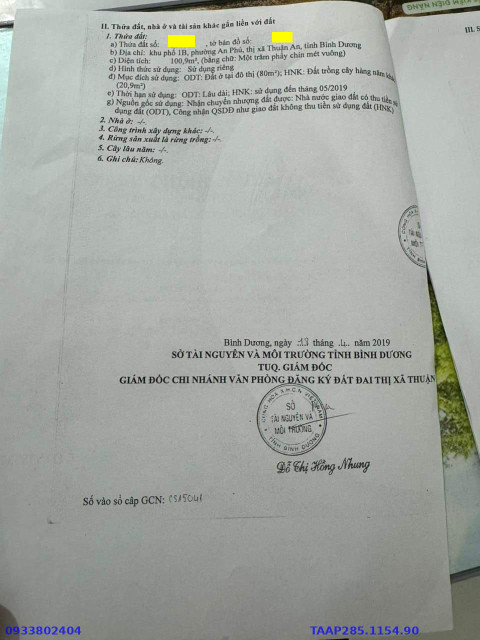 II. Thửa đất, nhà ở và tài sản khác gắn liền với đất
1. Thửa đất:
a) Thửa đất số: , tờ bản đồ số:
b) Địa chỉ: khu phố 1B, phường An Phú, thị xã Thuận An, tỉnh Bình Dương
c) Diện tích: 100,9m², (bằng chữ: Một trăm phẩy chín mét vuông)
d) Hình thức sử dụng: Sử dụng riêng
đ) Mục đích sử dụng: ODT: Đất ở tại đô thị (80m²); HNK: Đất trồng cây hàng năm
(20,9m²)
e) Thời hạn sử dụng: ODT: Lâu dài; HNK: sử dụng đến tháng 05/2019
g) Nguồn gốc sử dụng: Nhận chuyển nhượng đất được: Nhà nước giao đất có thu tiền
dụng đất (ODT), Công nhận QSDĐ như giao đất không thu tiền sử dụng đất (HNK)
2. Nhà ở: -/-
3. Công trình xây dựng khác: -/-
4. Rừng sản xuất là rừng trồng: -/-
5. Cây lâu năm: -/-
6. Ghi chú: Không.
Bình Dương, ngày tháng năm 2019
SỞ TÀI NGUYÊN VÀ MÔI TRƯỜNG TỈNH BÌNH DƯƠNG
TUQ. GIÁM ĐỐC
GIÁM ĐỐC CHI NHÁNH VĂN PHÒNG ĐĂNG KÝ ĐẤT ĐAI THỊ XÃ THUẬN
SỞ
TÀI NGUYÊN VÀ
MÔI TRƯỜNG
TỈNH BÌNH DƯƠNG
Đỗ Thị Hồng Nhung
Số vào sổ cấp GCN:
0933802404
TAAP285.1154.90